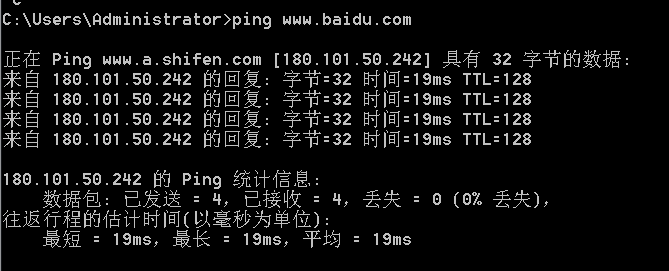 C:\Users\Administrator>ping www.baidu.com
正在 Ping www.a.shifen.com [180.101.50.242] 具有 32 字节的数据:
来自 180.101.50.242 的回复: 字节=32 时间=19ms TTL=128
来自 180.101.50.242 的回复: 字节=32 时间=19ms TTL=128
来自 180.101.50.242 的回复: 字节=32 时间=19ms TTL=128
来自 180.101.50.242 的回复: 字节=32 时间=19ms TTL=128
180.101.50.242 的 Ping 统计信息:
数据包: 已发送 = 4, 已接收 = 4, 丢失 = 0 (0% 丢失),
往返行程的估计时间(以毫秒为单位):
最短 = 19ms, 最长 = 19ms, 平均 = 19ms